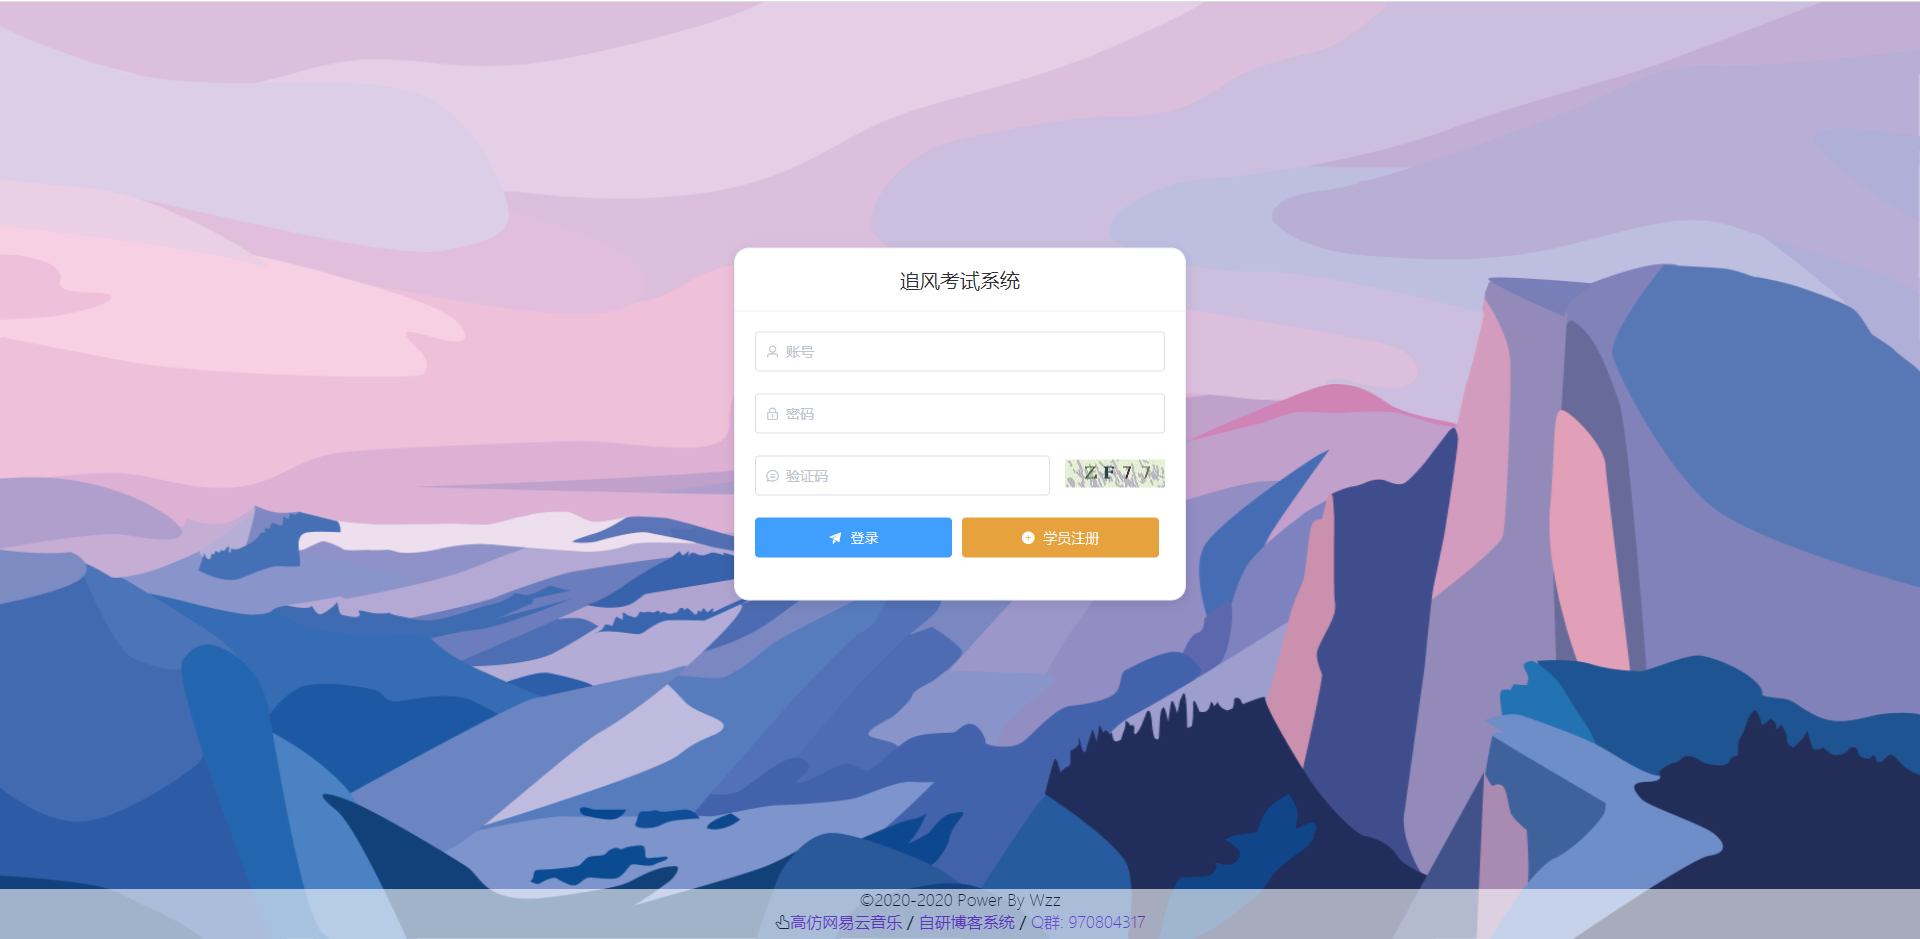 追风考试系统
账号
密码
验证码
ZF77
登录 学员注册
©2020-2020 Power By Wzz
高仿网易云音乐 / 自研博客系统 / Q群: 970804317